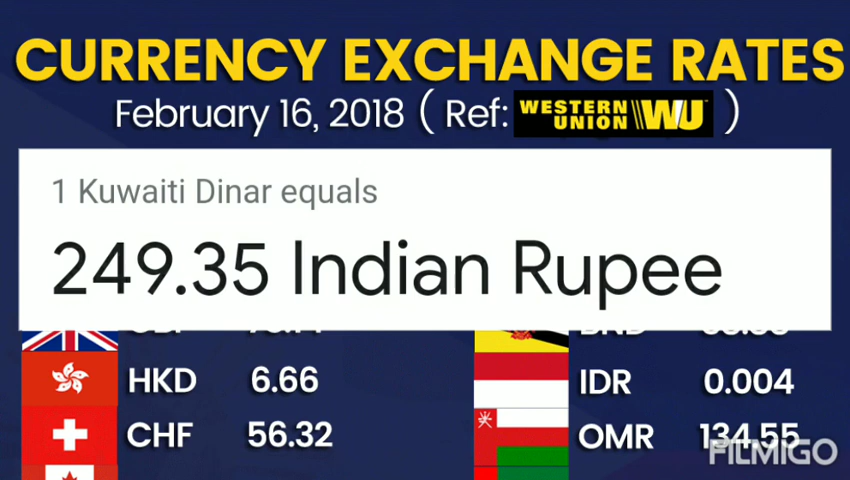 CURRENCY EXCHANGE RATES
February 16, 2018 ( Ref: WESTERN UNION WU )
1 Kuwaiti Dinar equals
249.35 Indian Rupee
HKD 6.66 IDR 0.004
CHF 56.32 OMR 134.55
FILMIGO